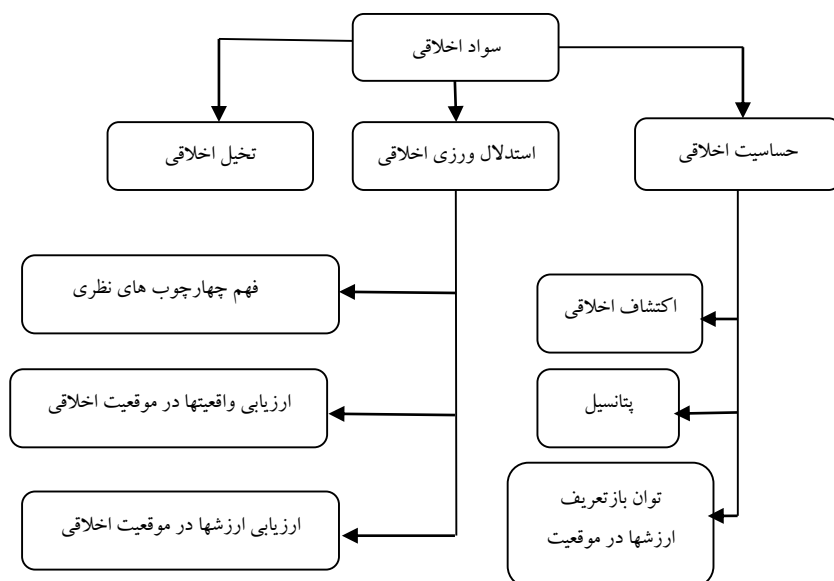 سواد اخلاقی
حساسیت اخلاقی
استدلال ورزی اخلاقی
تخیل اخلاقی
اکتشاف اخلاقی
پتانسیل
توان بازتعریف
ارزشها در موقعیت
فهم چهارچوب های نظری
ارزیابی واقعیتها در موقعیت اخلاقی
ارزیابی ارزشها در موقعیت اخلاقی